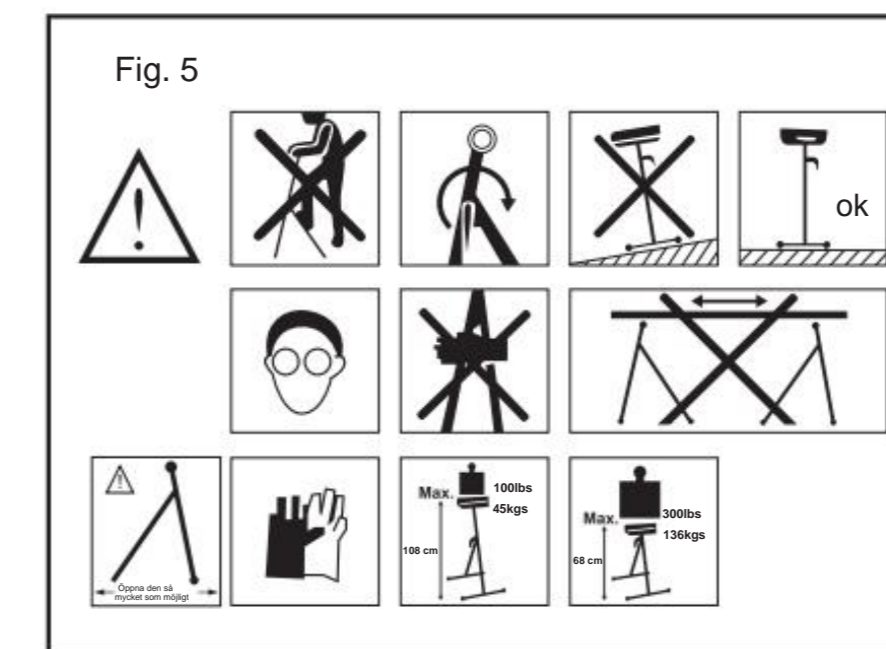 Fig. 5
ok
Öppna den så
mycket som möjligt
Max.
100lbs
45kgs
108 cm
Max.
300lbs
136kgs
68 cm